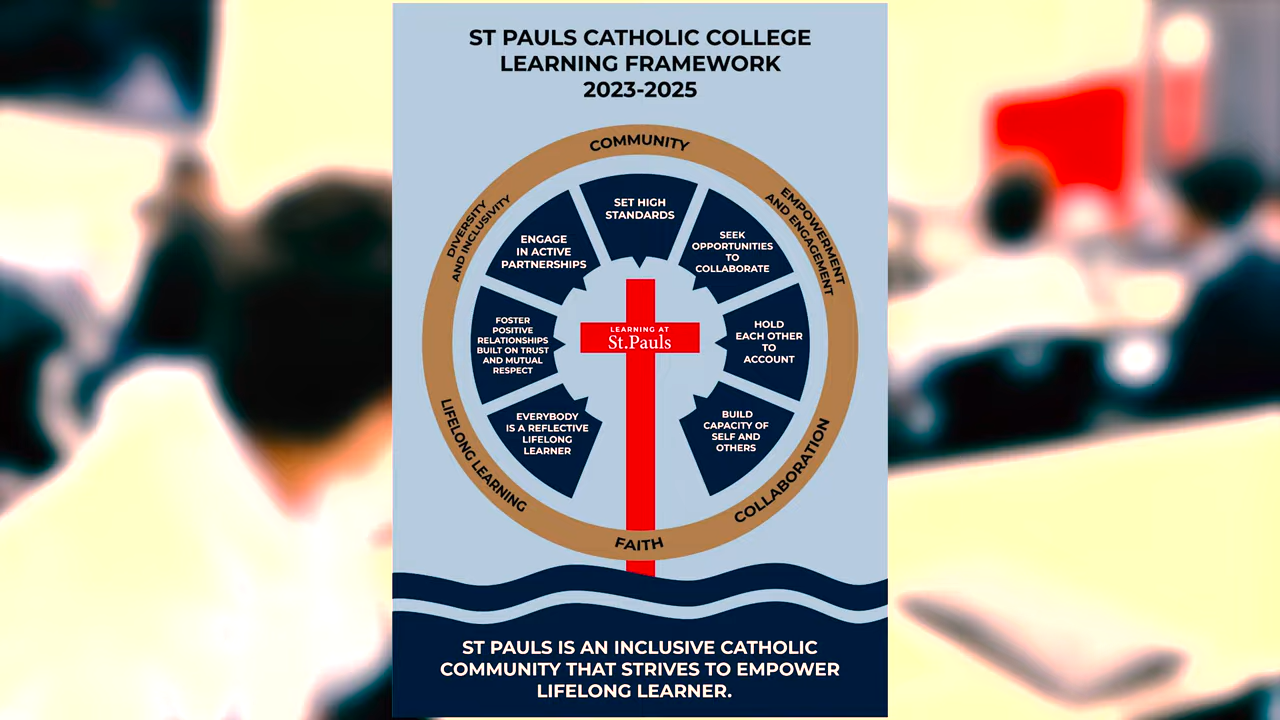 ST PAULS CATHOLIC COLLEGE
LEARNING FRAMEWORK
2023-2025
COMMUNITY
EMPOWERMENT
AND ENGAGEMENT
COLLABORATION
FAITH
LIFELONG LEARNING
DIVERSITY
AND INCLUSIVITY
SET HIGH
STANDARDS
SEEK
OPPORTUNITIES
TO
COLLABORATE
HOLD
EACH OTHER
TO
ACCOUNT
BUILD
CAPACITY OF
SELF AND
OTHERS
EVERYBODY
IS A REFLECTIVE
LIFELONG
LEARNER
FOSTER
POSITIVE
RELATIONSHIPS
BUILT ON TRUST
AND MUTUAL
RESPECT
ENGAGE
IN ACTIVE
PARTNERSHIPS
LEARNING AT
St.Pauls
ST PAULS IS AN INCLUSIVE CATHOLIC
COMMUNITY THAT STRIVES TO EMPOWER
LIFELONG LEARNER.